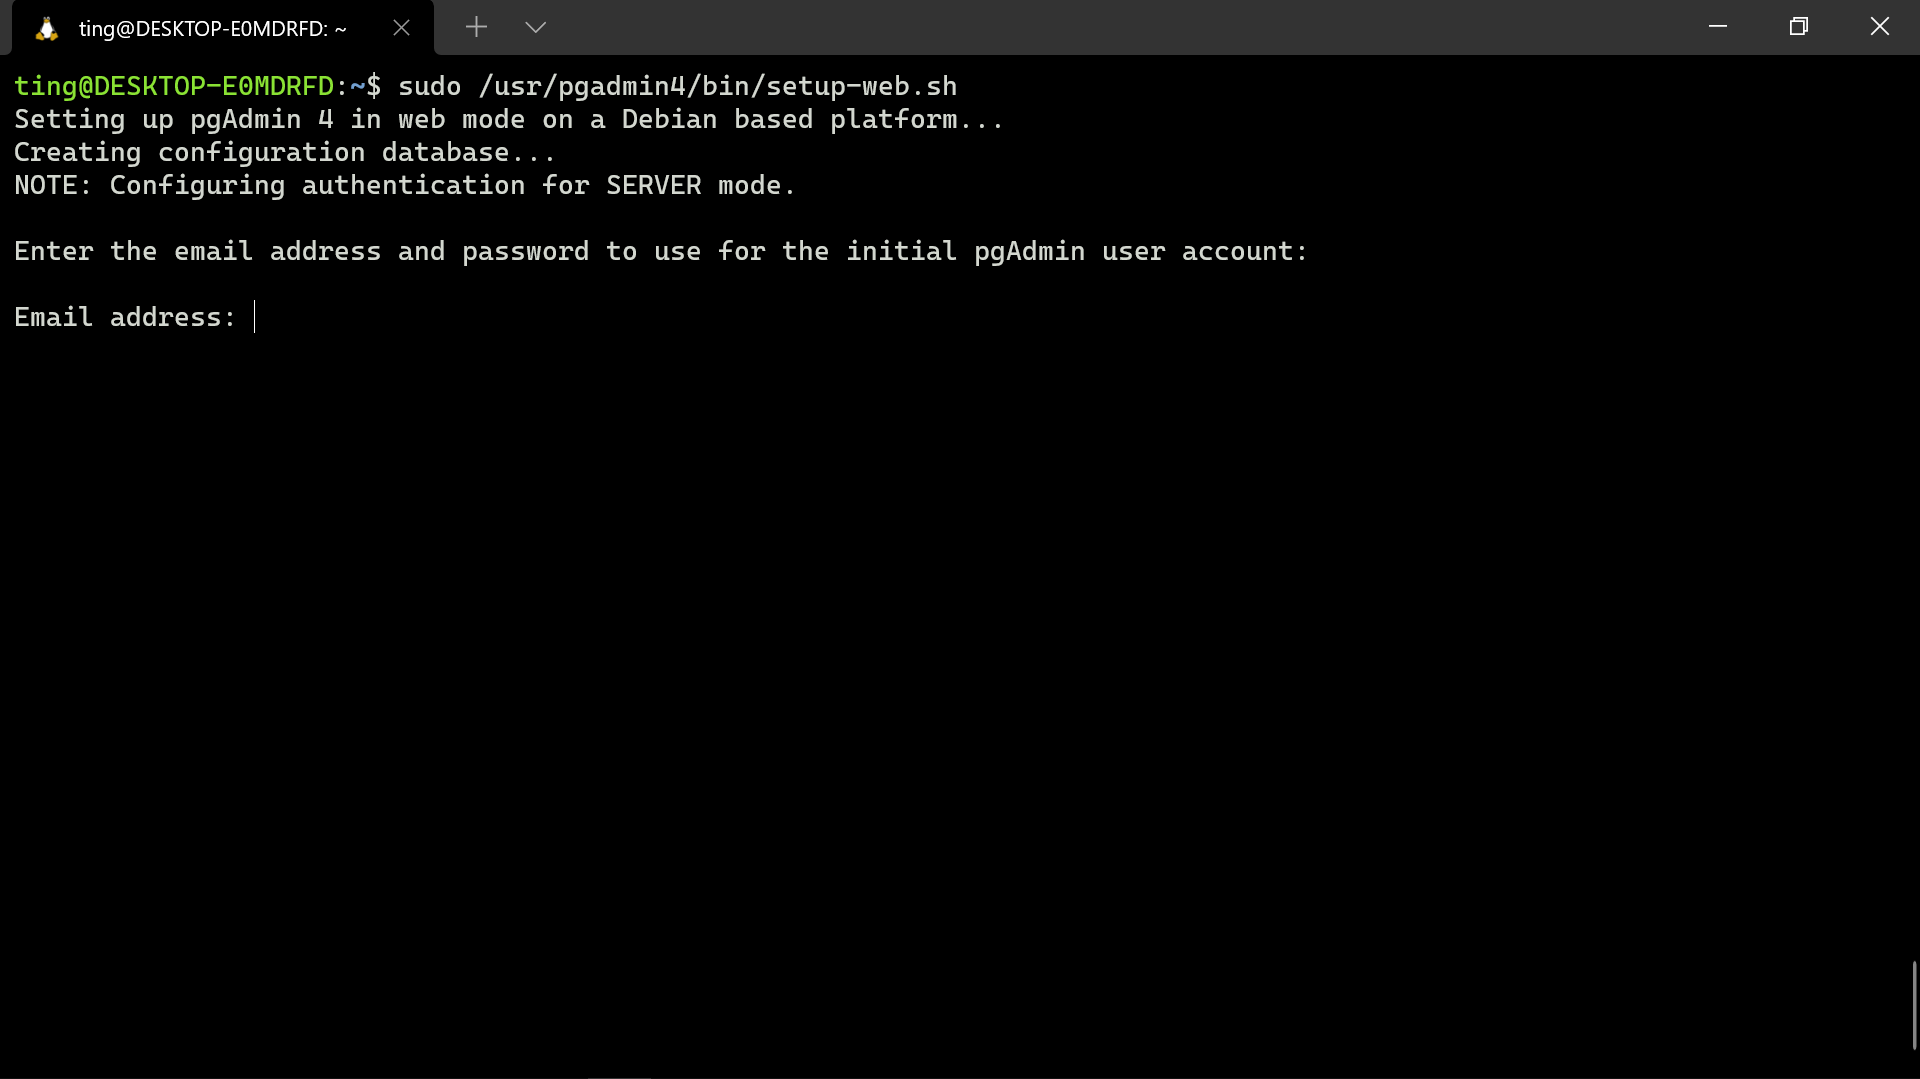 ting@DESKTOP-E0MDRFD: ~
ting@DESKTOP-E0MDRFD:~$ sudo /usr/pgadmin4/bin/setup-web.sh
Setting up pgAdmin 4 in web mode on a Debian based platform...
Creating configuration database...
NOTE: Configuring authentication for SERVER mode.
Enter the email address and password to use for the initial pgAdmin user account:
Email address: